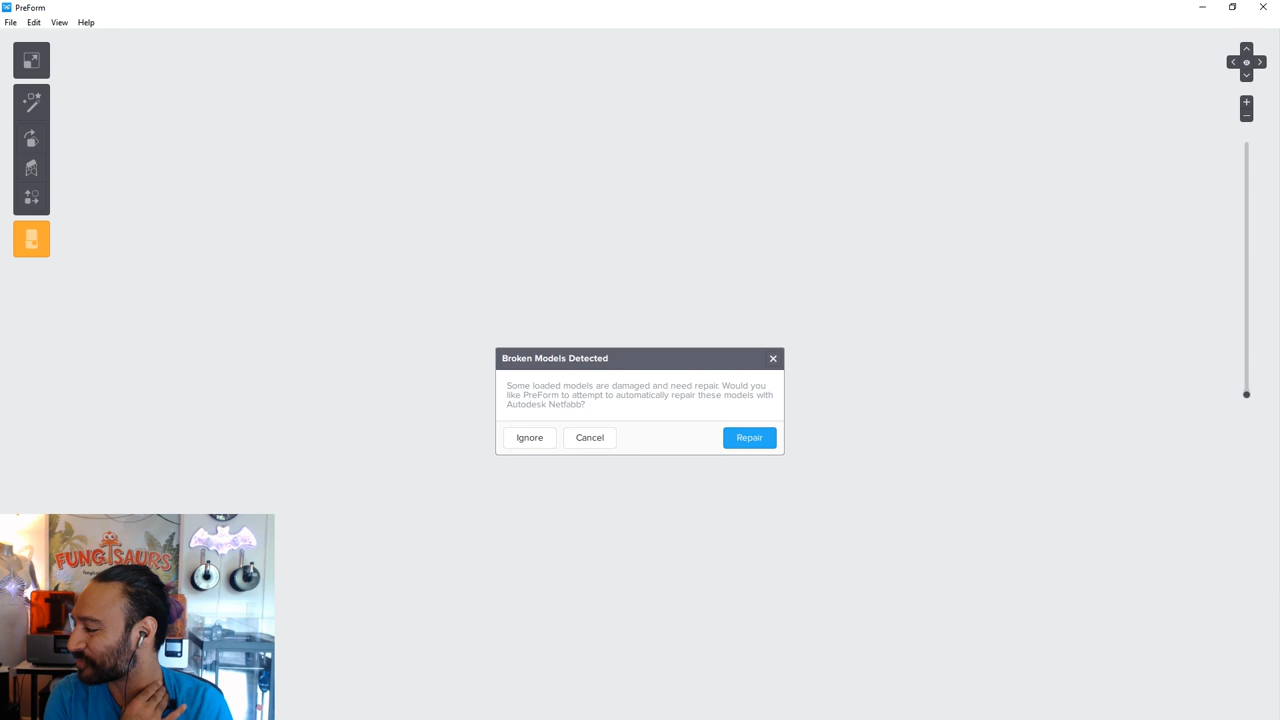 PreForm
File Edit View Help
Broken Models Detected
Some loaded models are damaged and need repair. Would you
like PreForm to attempt to automatically repair these models with
Autodesk Netfabb?
Ignore Cancel Repair
FUNGISAURS